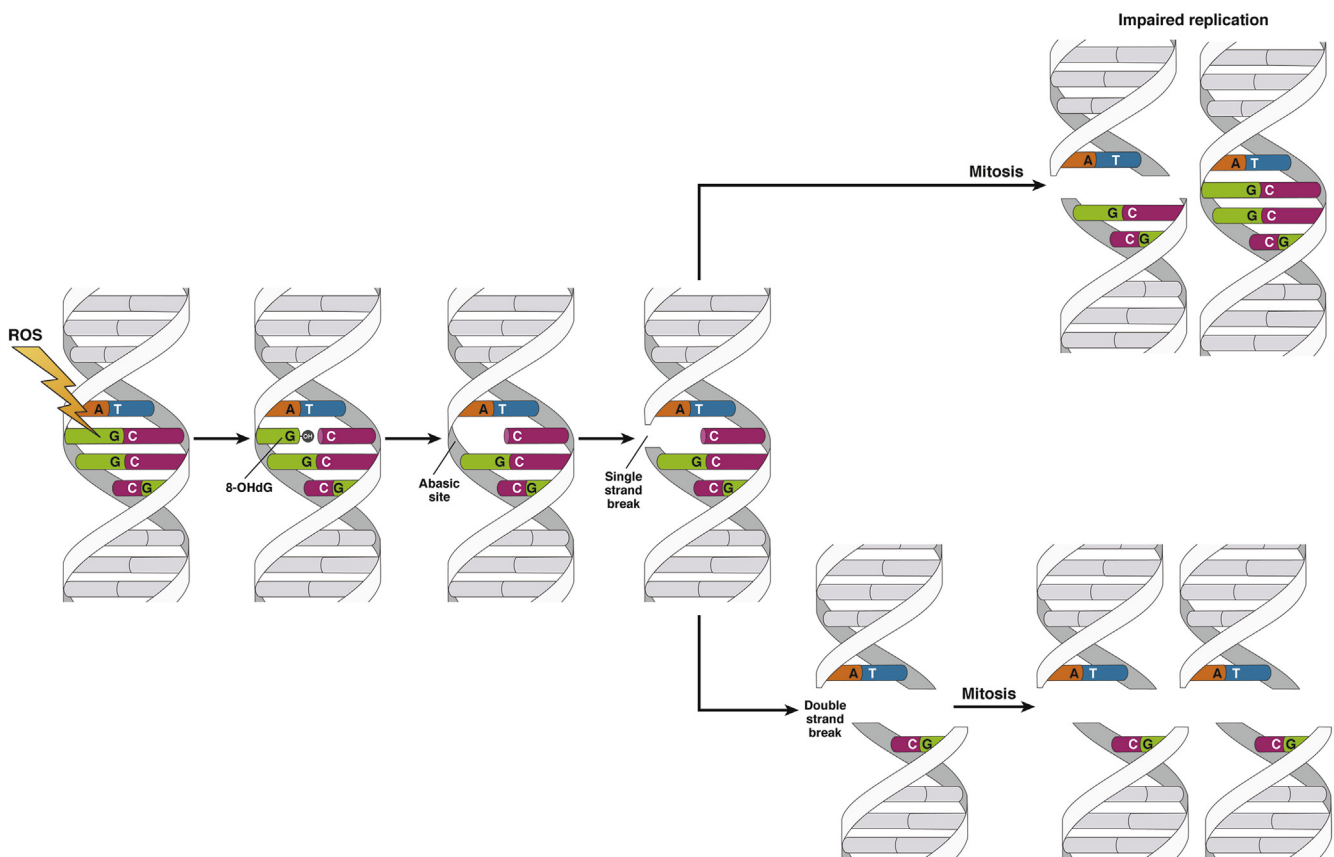 Impaired replication
A T
G C
G C
C G
A T
G C
C G
Mitosis
ROS
A T
G C
G C
C G
A T
G OH C
G C
C G
8-OHdG
A T
C
G C
C G
Abasic
site
A T
C
G C
C G
Single
strand
break
A T
C G
Double
strand
break
Mitosis
A T
A T
C G
C G